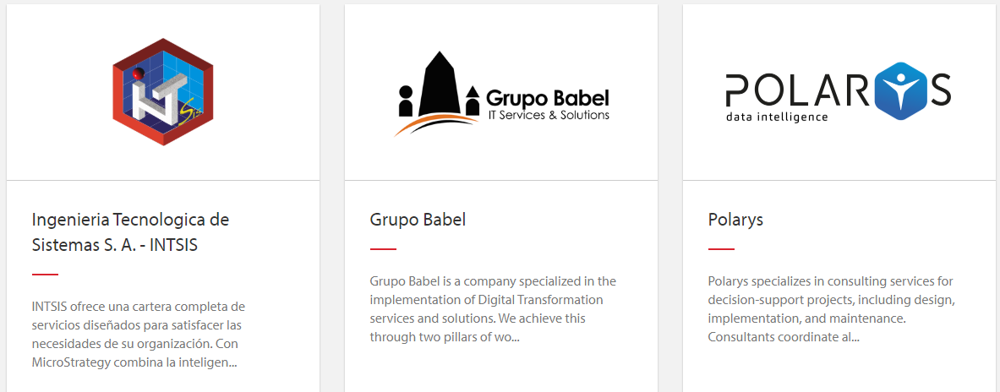 iNT
Sis
Ingenieria Tecnologica de
Sistemas S. A. - INTSIS
INTSIS ofrece una cartera completa de
servicios diseñados para satisfacer las
necesidades de su organización. Con
MicroStrategy combina la inteligen...
Grupo Babel
IT Services & Solutions
Grupo Babel
Grupo Babel is a company specialized in the
implementation of Digital Transformation
services and solutions. We achieve this
through two pillars of wo...
POLARYS
data intelligence
Polarys
Polarys specializes in consulting services for
decision-support projects, including design,
implementation, and maintenance.
Consultants coordinate al...